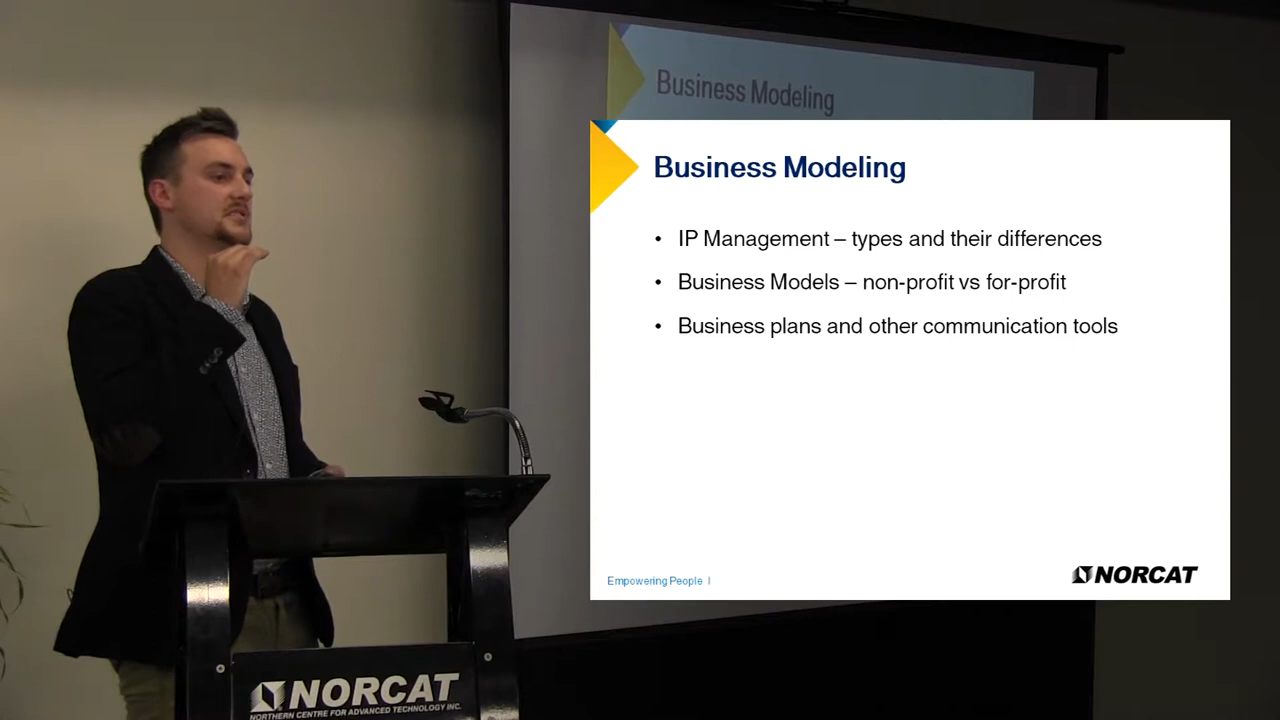 Business Modeling
Business Modeling
• IP Management – types and their differences
• Business Models – non-profit vs for-profit
• Business plans and other communication tools
Empowering People |
NORCAT
NORCAT
NORTHERN CENTRE FOR ADVANCED TECHNOLOGY INC.